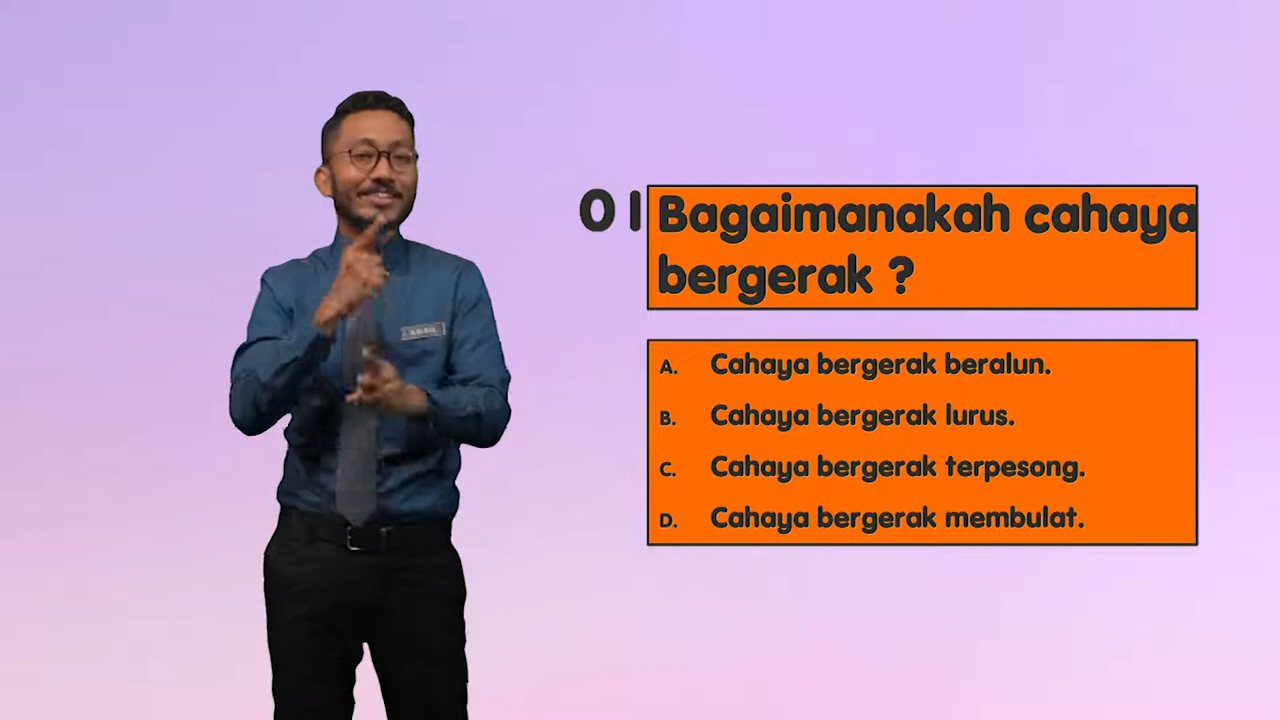 01 Bagaimanakah cahaya
bergerak ?
A. Cahaya bergerak beralun.
B. Cahaya bergerak lurus.
C. Cahaya bergerak terpesong.
D. Cahaya bergerak membulat.